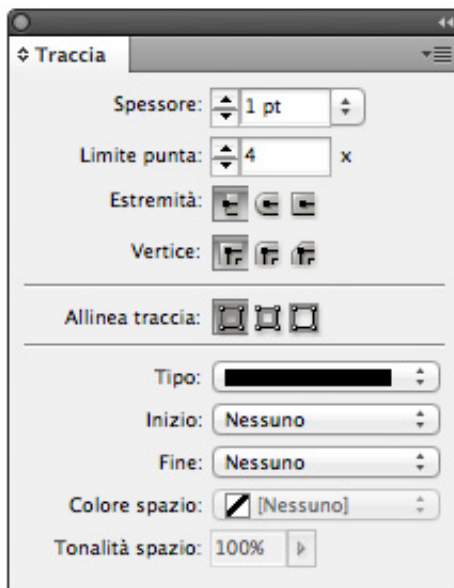 Traccia
Spessore: 1 pt
Limite punta: 4 x
Estremità:
Vertice:
Allinea traccia:
Tipo:
Inizio: Nessuno
Fine: Nessuno
Colore spazio: [Nessuno]
Tonalità spazio: 100%